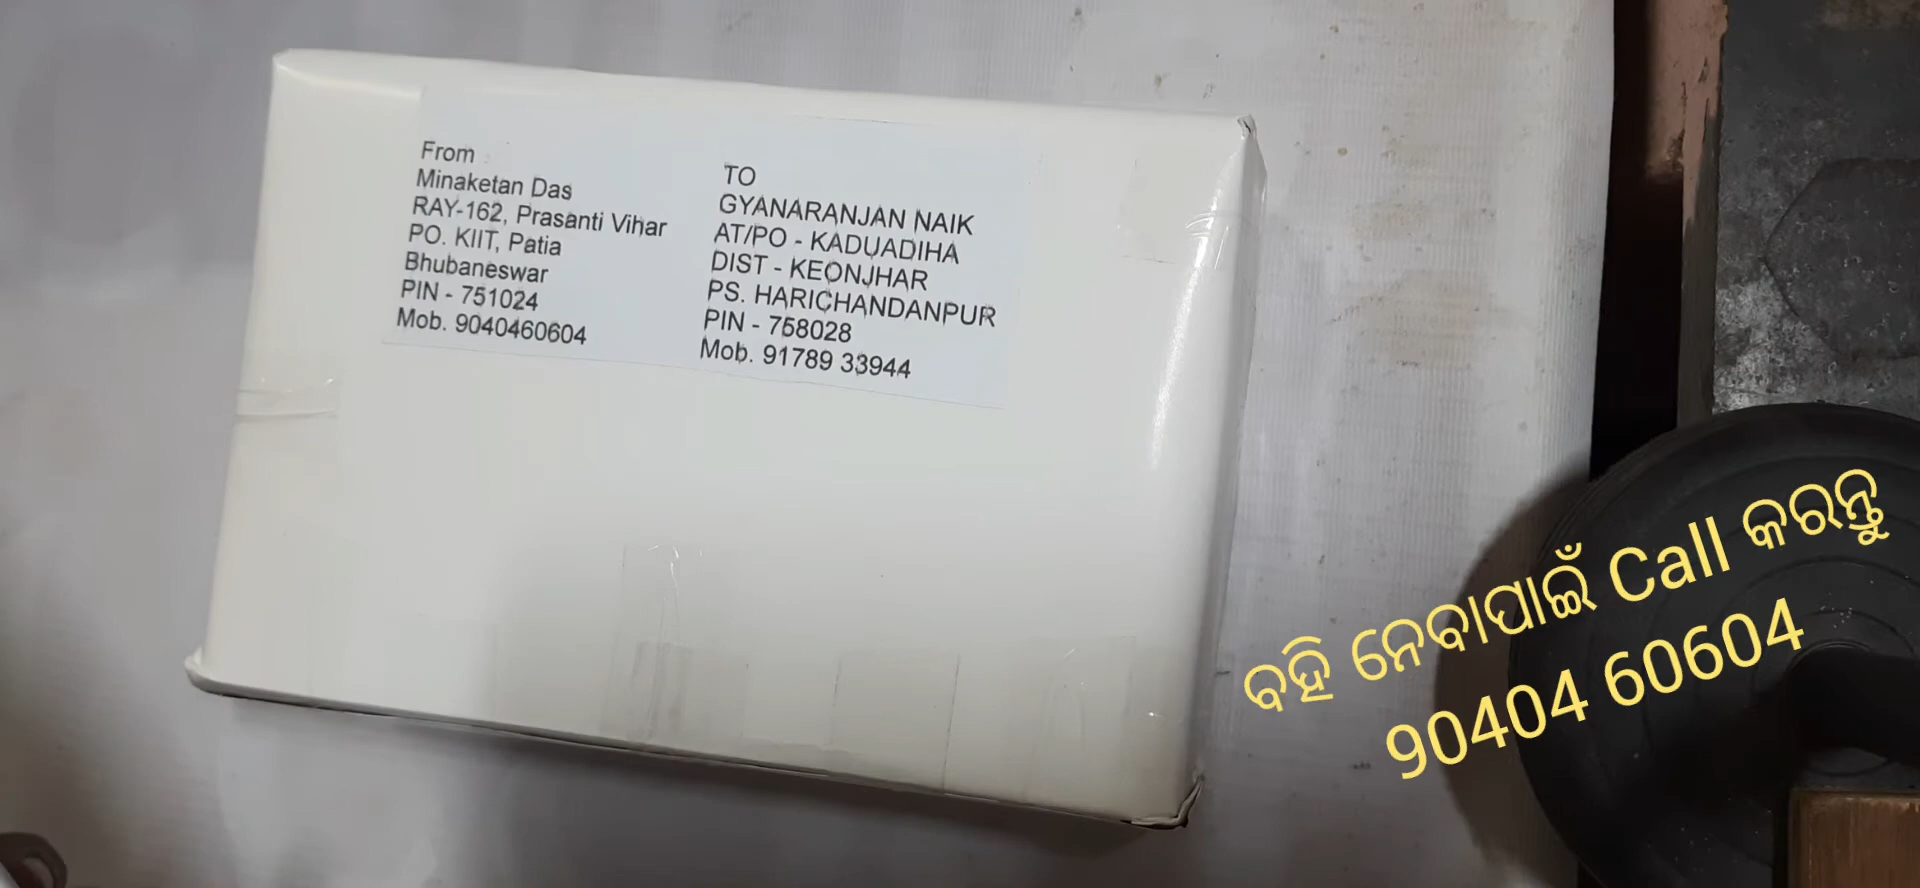 From
Minaketan Das
RAY-162, Prasanti Vihar
PO. KIIT, Patia
Bhubaneswar
PIN - 751024
Mob. 9040460604
TO
GYANARANJAN NAIK
AT/PO - KADUADIHA
DIST - KEONJHAR
PS. HARICHANDANPUR
PIN - 758028
Mob. 91789 33944
ବହି ନେବାପାଇଁ Call କରନ୍ତୁ
90404 60604